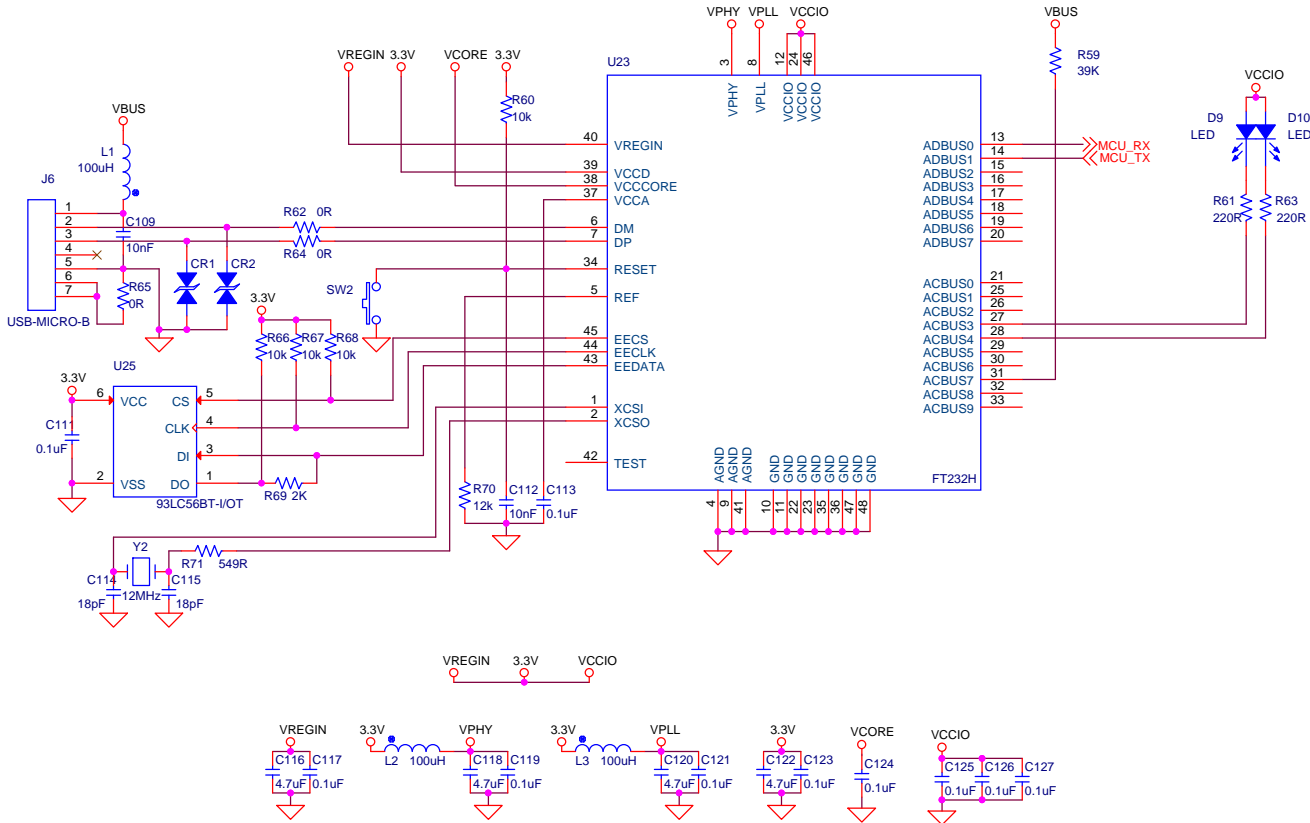 VPHY VPLL VCCIO VBUS
VREGIN 3.3V VCORE 3.3V
U23
R59
39K
3 8 12 24 46
VPHY VPLL VCCIO VCCIO VCCIO
VCCIO
D9 LED
D10 LED
R60
10k
VBUS
L1
100uH
J6
1
2
3
4
5
6
7
USB-MICRO-B
C109
10nF
R65
0R
CR1 CR2
R62 0R
R64 0R
SW2
40 VREGIN
39 VCCD
38 VCCCORE
37 VCCA
6 DM
7 DP
34 RESET
5 REF
45 EECS
44 EECLK
43 EEDATA
1 XCSI
2 XCSO
42 TEST
ADBUS0 13 MCU_RX
ADBUS1 14 MCU_TX
ADBUS2 15
ADBUS3 16
ADBUS4 17
ADBUS5 18
ADBUS6 19
ADBUS7 20
ACBUS0 21
ACBUS1 25
ACBUS2 26
ACBUS3 27
ACBUS4 28
ACBUS5 29
ACBUS6 30
ACBUS7 31
ACBUS8 32
ACBUS9 33
R61
220R
R63
220R
AGND AGND AGND GND GND GND GND GND GND GND GND
4 9 41 10 11 22 23 35 36 47 48
FT232H
3.3V
R66 10k
R67 10k
R68 10k
U25
3.3V
6 VCC
2 VSS
CS 5
CLK 4
DI 3
DO 1
93LC56BT-I/OT
C111
0.1uF
R69 2K
R70
12k
C112
10nF
C113
0.1uF
R71 549R
Y2
12MHz
C114
18pF
C115
18pF
VREGIN 3.3V VCCIO
VREGIN
C116 C117
4.7uF 0.1uF
3.3V VPHY
L2 100uH
C118 C119
4.7uF 0.1uF
3.3V VPLL
L3 100uH
C120 C121
4.7uF 0.1uF
3.3V
C122 C123
4.7uF 0.1uF
VCORE
C124
0.1uF
VCCIO
C125 C126 C127
0.1uF 0.1uF 0.1uF